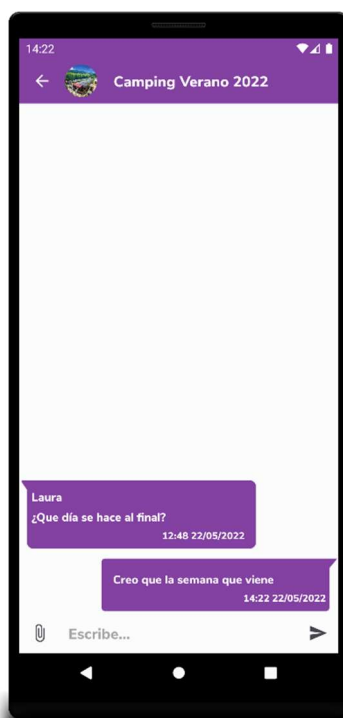 14:22
Camping Verano 2022
Laura
¿Que día se hace al final?
12:48 22/05/2022
Creo que la semana que viene
14:22 22/05/2022
Escribe...